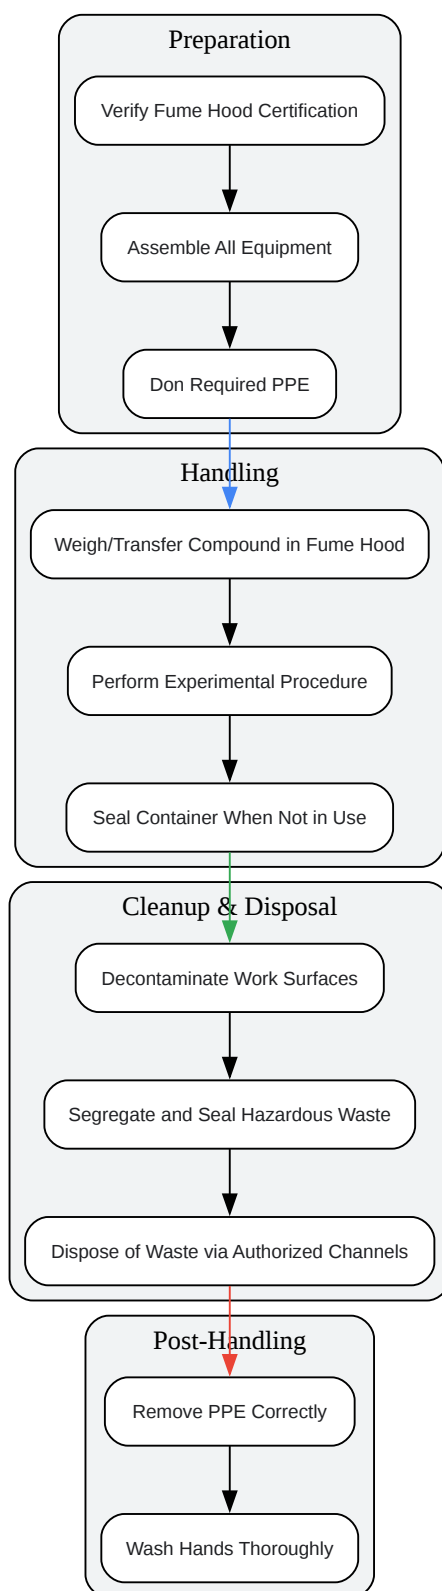 Preparation
Verify Fume Hood Certification
Assemble All Equipment
Don Required PPE
Handling
Weigh/Transfer Compound in Fume Hood
Perform Experimental Procedure
Seal Container When Not in Use
Cleanup & Disposal
Decontaminate Work Surfaces
Segregate and Seal Hazardous Waste
Dispose of Waste via Authorized Channels
Post-Handling
Remove PPE Correctly
Wash Hands Thoroughly